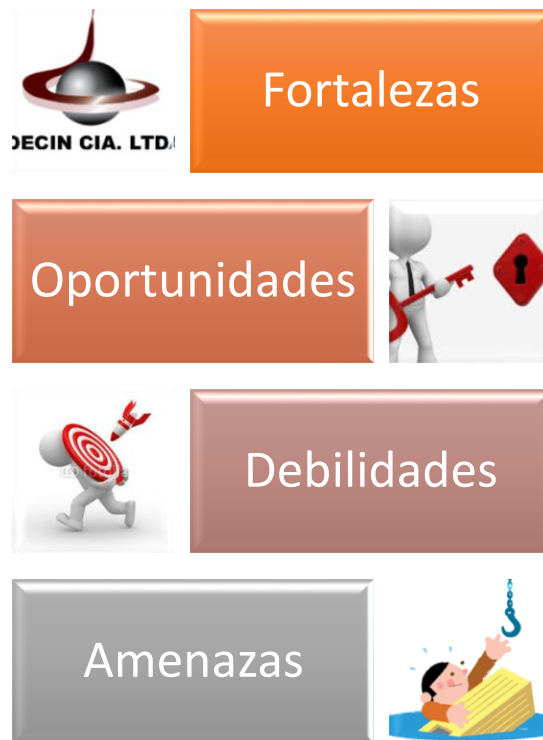 DECIN CIA. LTD
Fortalezas
Oportunidades
Debilidades
Amenazas